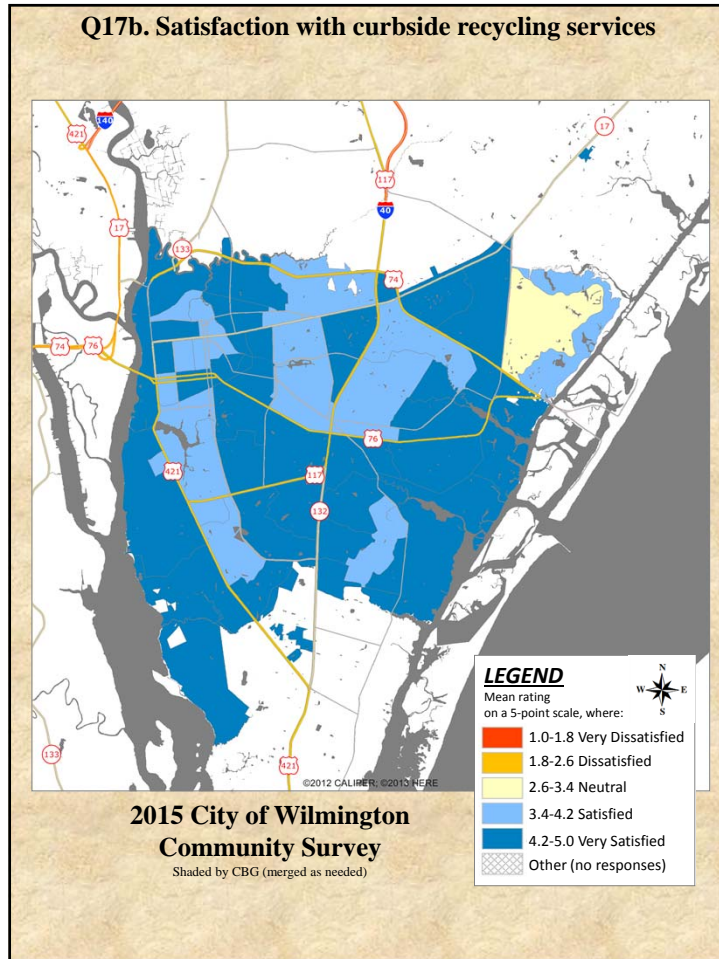 Q17b. Satisfaction with curbside recycling services
140
421
17
117
40
17
133
74
74
76
76
421
117
132
133
421
©2012 CALIPER; ©2013 HERE
LEGEND
Mean rating
on a 5-point scale, where:
N
W E
S
1.0-1.8 Very Dissatisfied
1.8-2.6 Dissatisfied
2.6-3.4 Neutral
3.4-4.2 Satisfied
4.2-5.0 Very Satisfied
Other (no responses)
2015 City of Wilmington
Community Survey
Shaded by CBG (merged as needed)